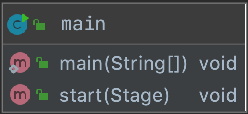 main
main(String[]) void
start(Stage) void